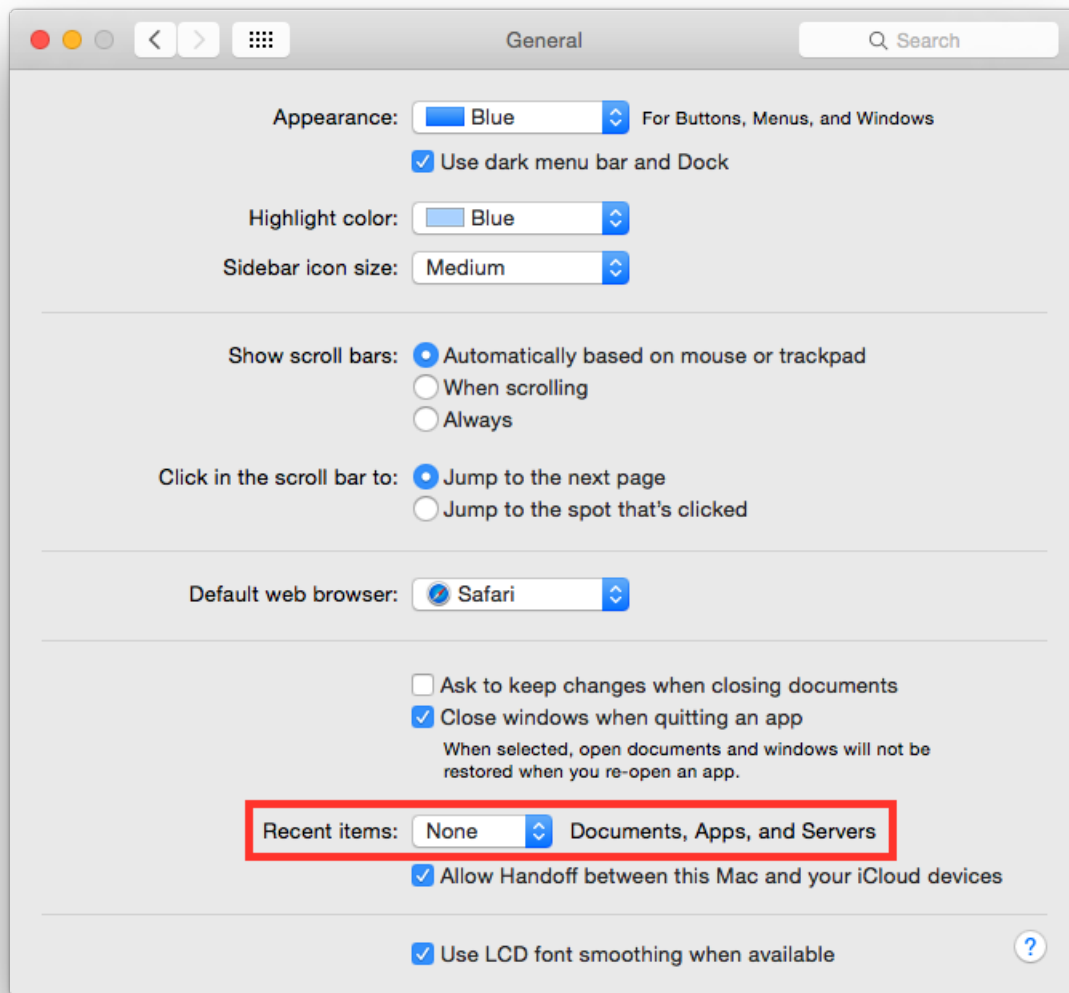 General
Search
Appearance: Blue For Buttons, Menus, and Windows
Use dark menu bar and Dock
Highlight color: Blue
Sidebar icon size: Medium
Show scroll bars: Automatically based on mouse or trackpad
When scrolling
Always
Click in the scroll bar to: Jump to the next page
Jump to the spot that's clicked
Default web browser: Safari
Ask to keep changes when closing documents
Close windows when quitting an app
When selected, open documents and windows will not be
restored when you re-open an app.
Recent items: None Documents, Apps, and Servers
Allow Handoff between this Mac and your iCloud devices
Use LCD font smoothing when available
?